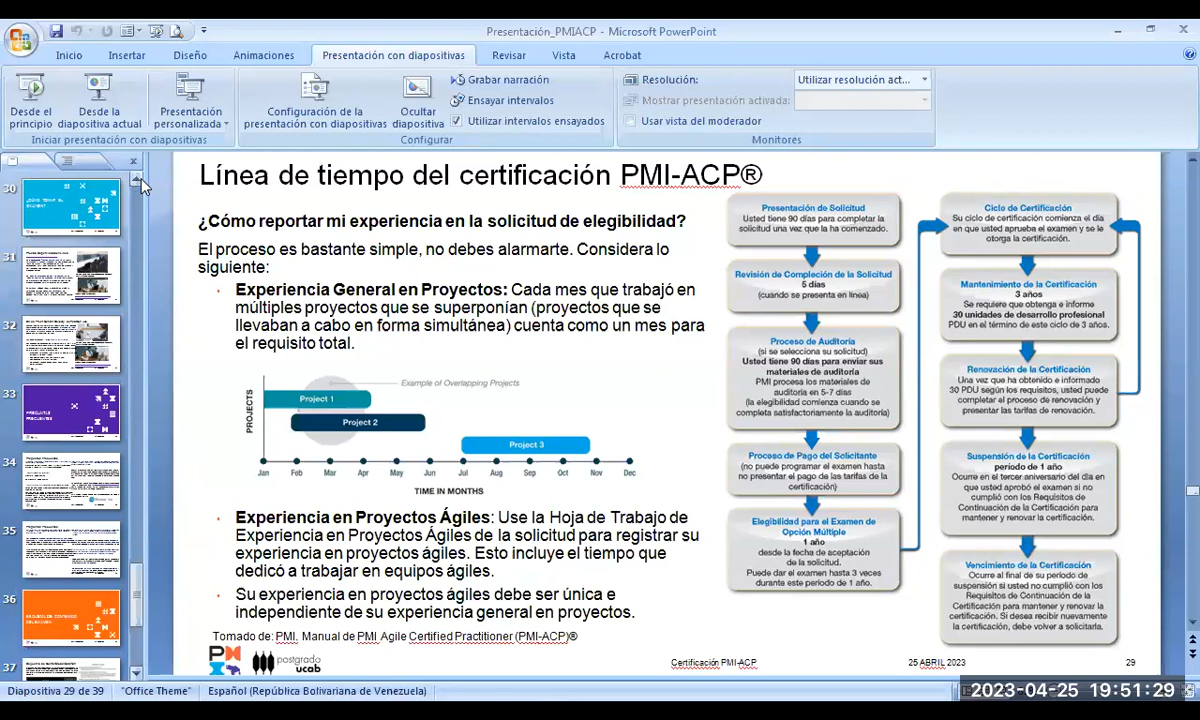 Presentación_PMIACP - Microsoft PowerPoint
Inicio Insertar Diseño Animaciones Presentación con diapositivas Revisar Vista Acrobat
Desde el principio
Desde la diapositiva actual
Presentación personalizada
Iniciar presentación con diapositivas
Configuración de la presentación con diapositivas
Ocultar diapositiva
Grabar narración
Ensayar intervalos
Utilizar intervalos ensayados
Configurar
Resolución: Utilizar resolución act...
Mostrar presentación activada:
Usar vista del moderador
Monitores
30
31
32
33
PREGUNTAS
FRECUENTES
34
35
36
37
Línea de tiempo del certificación PMI-ACP®
¿Cómo reportar mi experiencia en la solicitud de elegibilidad?
El proceso es bastante simple, no debes alarmarte. Considera lo
siguiente:
• Experiencia General en Proyectos: Cada mes que trabajó en
múltiples proyectos que se superponían (proyectos que se
llevaban a cabo en forma simultánea) cuenta como un mes para
el requisito total.
Example of Overlapping Projects
PROJECTS
Project 1
Project 2
Project 3
Jan Feb Mar Apr May Jun Jul Aug Sep Oct Nov Dec
TIME IN MONTHS
• Experiencia en Proyectos Ágiles: Use la Hoja de Trabajo de
Experiencia en Proyectos Ágiles de la solicitud para registrar su
experiencia en proyectos ágiles. Esto incluye el tiempo que
dedicó a trabajar en equipos ágiles.
• Su experiencia en proyectos ágiles debe ser única e
independiente de su experiencia general en proyectos.
Tomado de: PMI. Manual de PMI Agile Certified Practitioner (PMI-ACP)®
postgrado
ucab
Presentación de Solicitud
Usted tiene 90 días para completar la
solicitud una vez que la ha comenzado.
Revisión de Compleción de la Solicitud
5 días
(cuando se presenta en línea)
Proceso de Auditoría
(si se selecciona su solicitud)
Usted tiene 90 días para enviar sus
materiales de auditoría
PMI procesa los materiales de
auditoría en 5-7 días
(la elegibilidad comienza cuando se
completa satisfactoriamente la auditoría)
Proceso de Pago del Solicitante
(no puede programar el examen hasta
no presentar el pago de las tarifas de la
certificación)
Elegibilidad para el Examen de
Opción Múltiple
1 año
desde la fecha de aceptación
de la solicitud.
Puede dar el examen hasta 3 veces
durante este período de 1 año.
Ciclo de Certificación
Su ciclo de certificación comienza el día
en que usted aprueba el examen y se le
otorga la certificación.
Mantenimiento de la Certificación
3 años
Se requiere que obtenga e informe
30 unidades de desarrollo profesional
PDU en el término de este ciclo de 3 años.
Renovación de la Certificación
Una vez que ha obtenido e informado
30 PDU según los requisitos, usted puede
completar el proceso de renovación y
presentar las tarifas de renovación.
Suspensión de la Certificación
período de 1 año
Ocurre en el tercer aniversario del día en
que usted aprobó el examen si no
cumplió con los Requisitos de
Continuación de la Certificación para
mantener y renovar la certificación.
Vencimiento de la Certificación
Ocurre al final de su período de
suspensión si usted no cumplió con los
Requisitos de Continuación de la
Certificación para mantener y renovar la
certificación. Si desea recibir nuevamente
la certificación, debe volver a solicitarla.
Certificación PMI-ACP
25 ABRIL 2023
29
Diapositiva 29 de 39 "Office Theme" Español (República Bolivariana de Venezuela)
2023-04-25 19:51:29